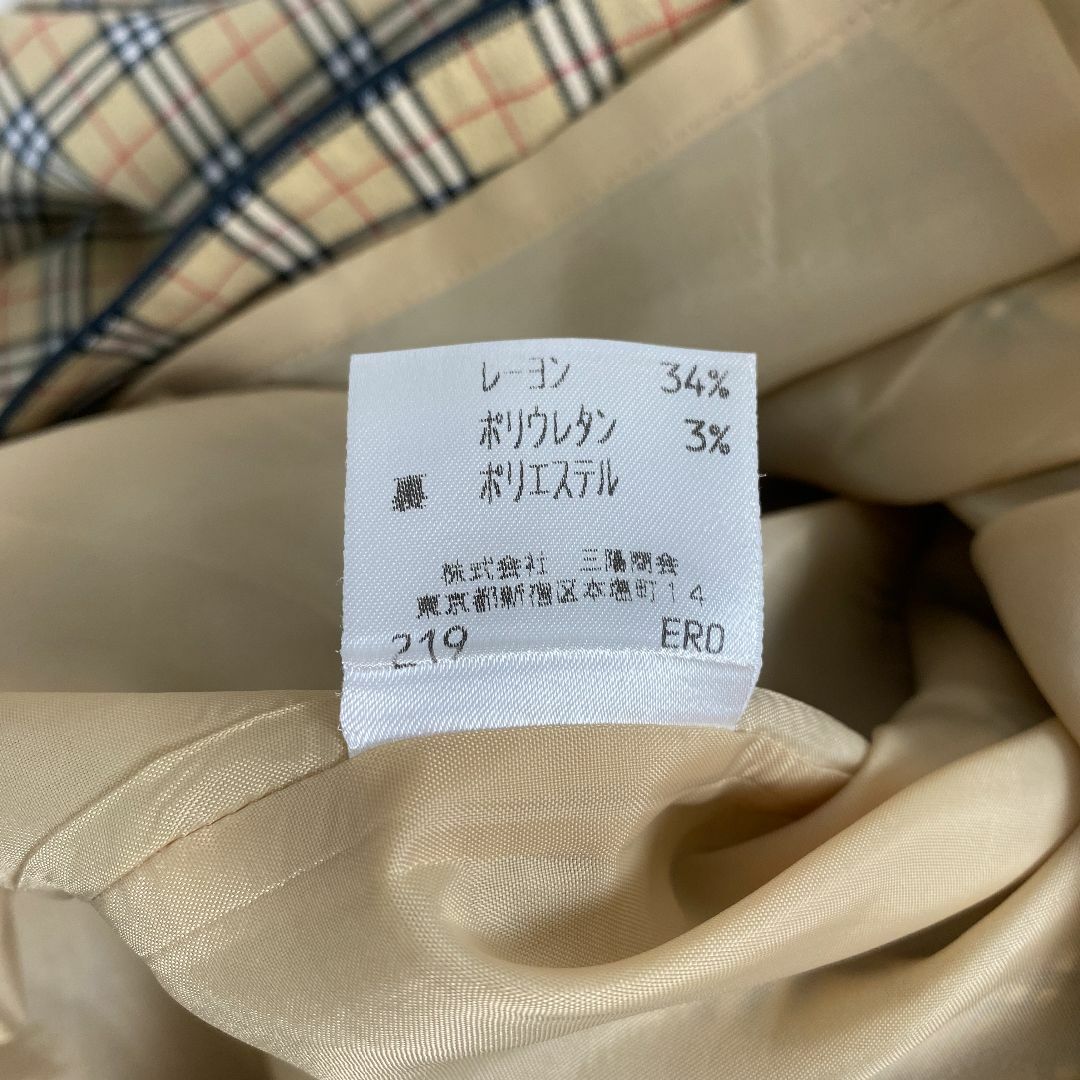 レーヨン 34%
ポリウレタン 3%
裏 ポリエステル
株式会社 三陽商会
東京都新宿区本塩町14
219 ERO